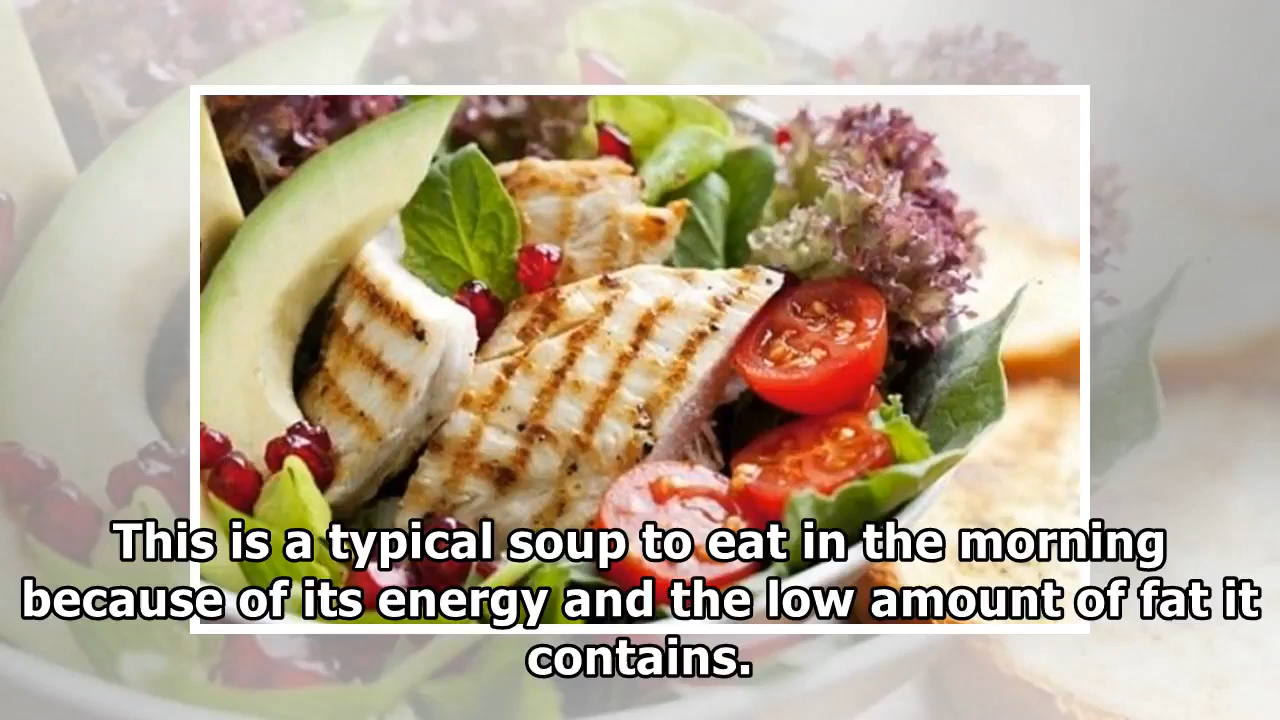 This is a typical soup to eat in the morning
because of its energy and the low amount of fat it
contains.